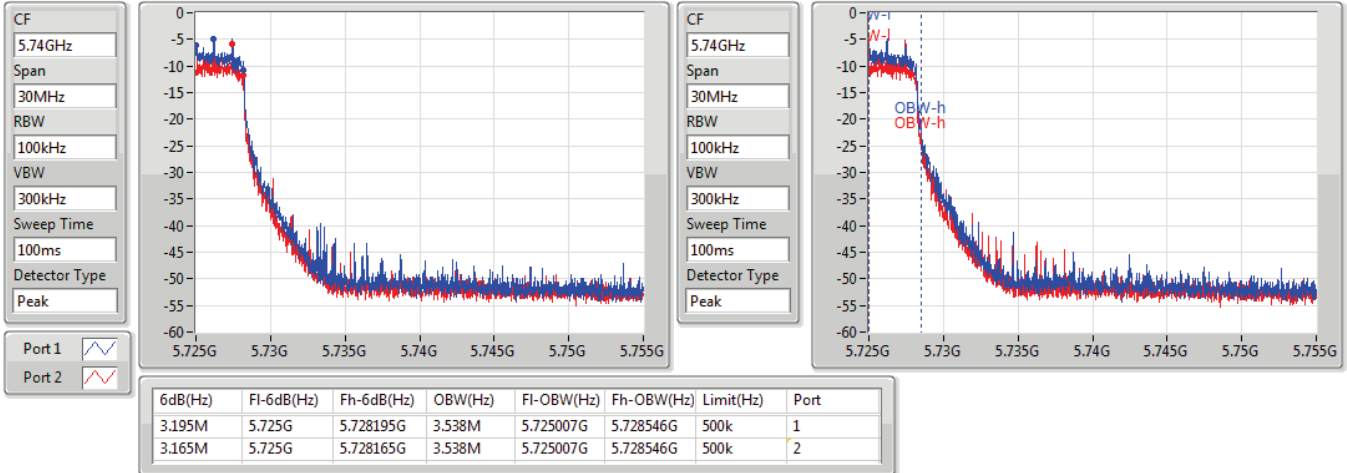 CF
5.74GHz
Span
30MHz
RBW
100kHz
VBW
300kHz
Sweep Time
100ms
Detector Type
Peak
Port 1
Port 2
0
-5
-10
-15
-20
-25
-30
-35
-40
-45
-50
-55
-60
5.725G 5.73G 5.735G 5.74G 5.745G 5.75G 5.755G
CF
5.74GHz
Span
30MHz
RBW
100kHz
VBW
300kHz
Sweep Time
100ms
Detector Type
Peak
0
-5
-10
-15
-20
-25
-30
-35
-40
-45
-50
-55
-60
W-l
W-l
OBW-h
OBW-h
5.725G 5.73G 5.735G 5.74G 5.745G 5.75G 5.755G
6dB(Hz) Fl-6dB(Hz) Fh-6dB(Hz) OBW(Hz) Fl-OBW(Hz) Fh-OBW(Hz) Limit(Hz) Port
3.195M 5.725G 5.728195G 3.538M 5.725007G 5.728546G 500k 1
3.165M 5.725G 5.728165G 3.538M 5.725007G 5.728546G 500k 2